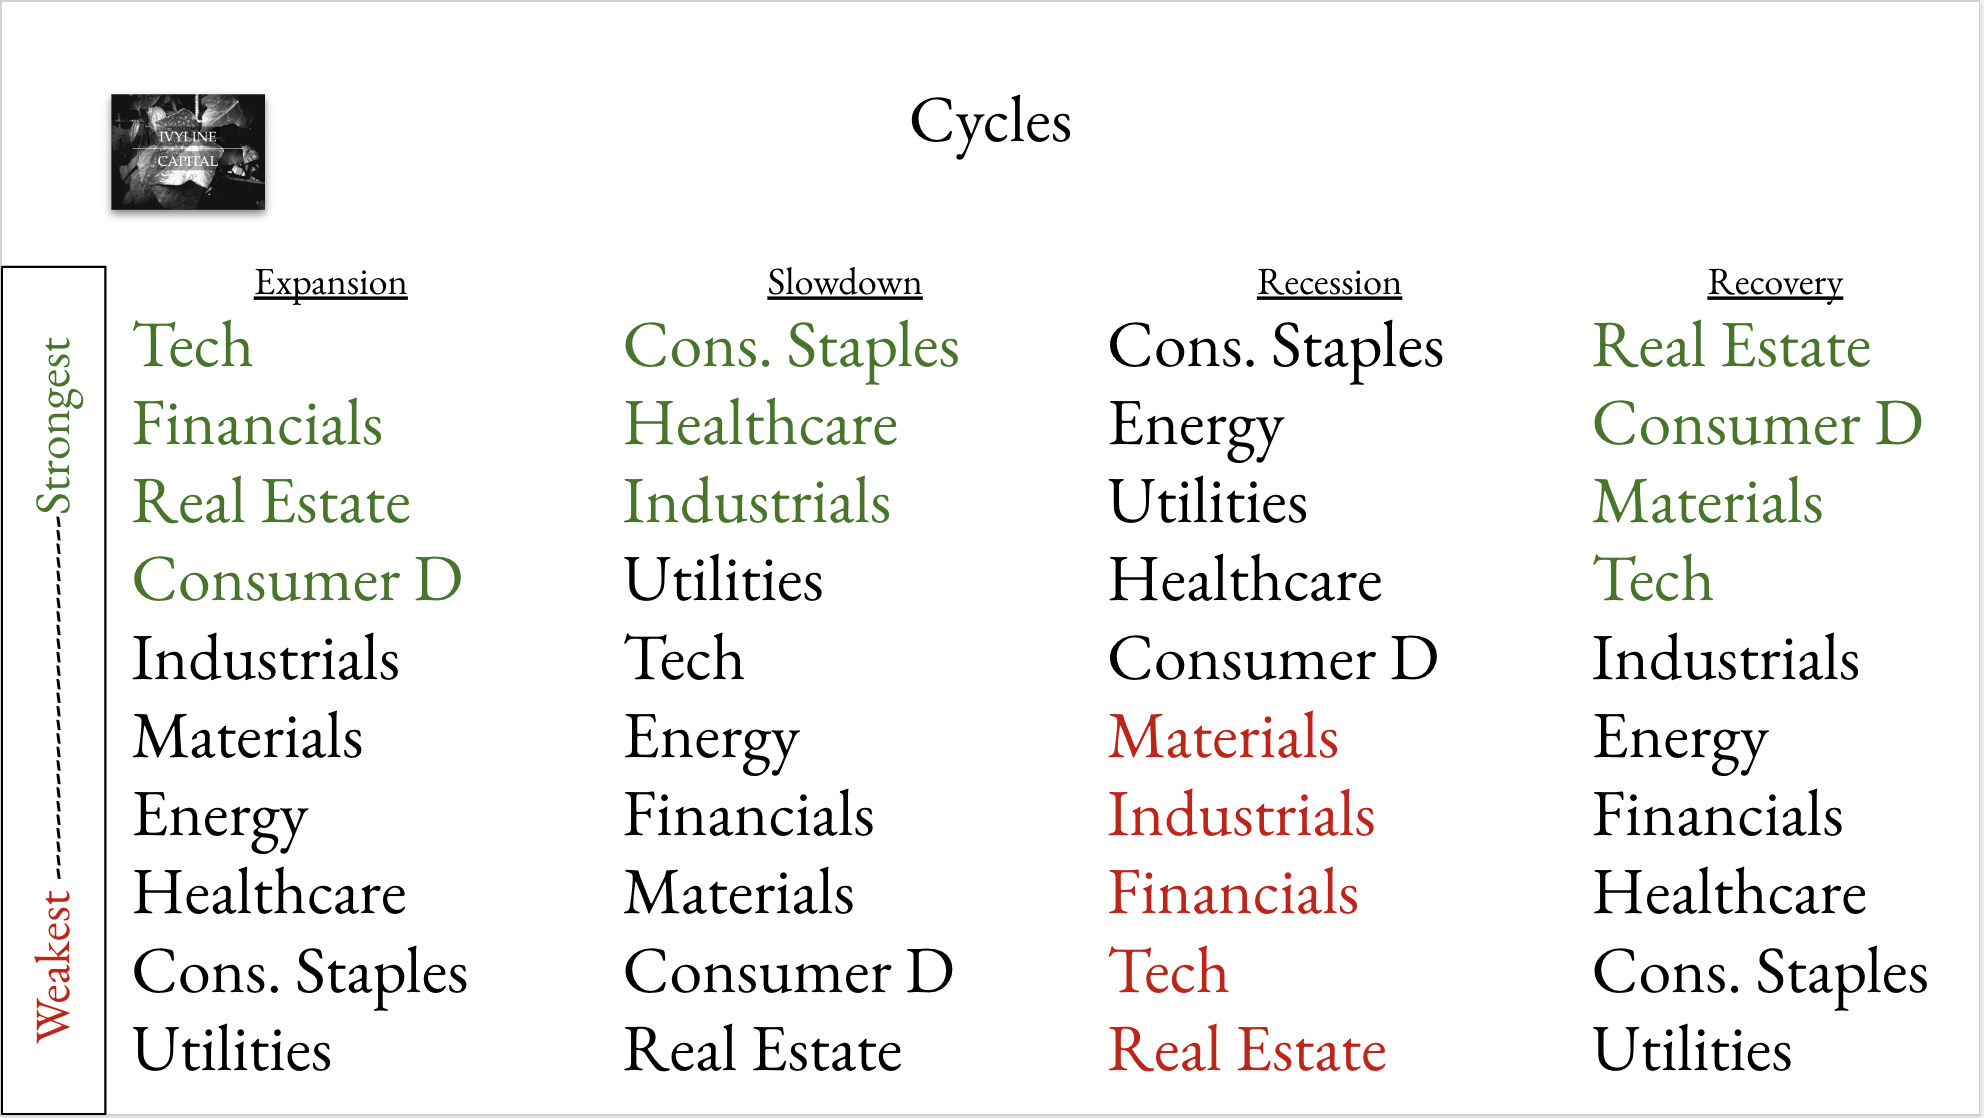 IVYLINE
CAPITAL
Cycles
Strongest
Weakest
Expansion
Tech
Financials
Real Estate
Consumer D
Industrials
Materials
Energy
Healthcare
Cons. Staples
Utilities
Slowdown
Cons. Staples
Healthcare
Industrials
Utilities
Tech
Energy
Financials
Materials
Consumer D
Real Estate
Recession
Cons. Staples
Energy
Utilities
Healthcare
Consumer D
Materials
Industrials
Financials
Tech
Real Estate
Recovery
Real Estate
Consumer D
Materials
Tech
Industrials
Energy
Financials
Healthcare
Cons. Staples
Utilities